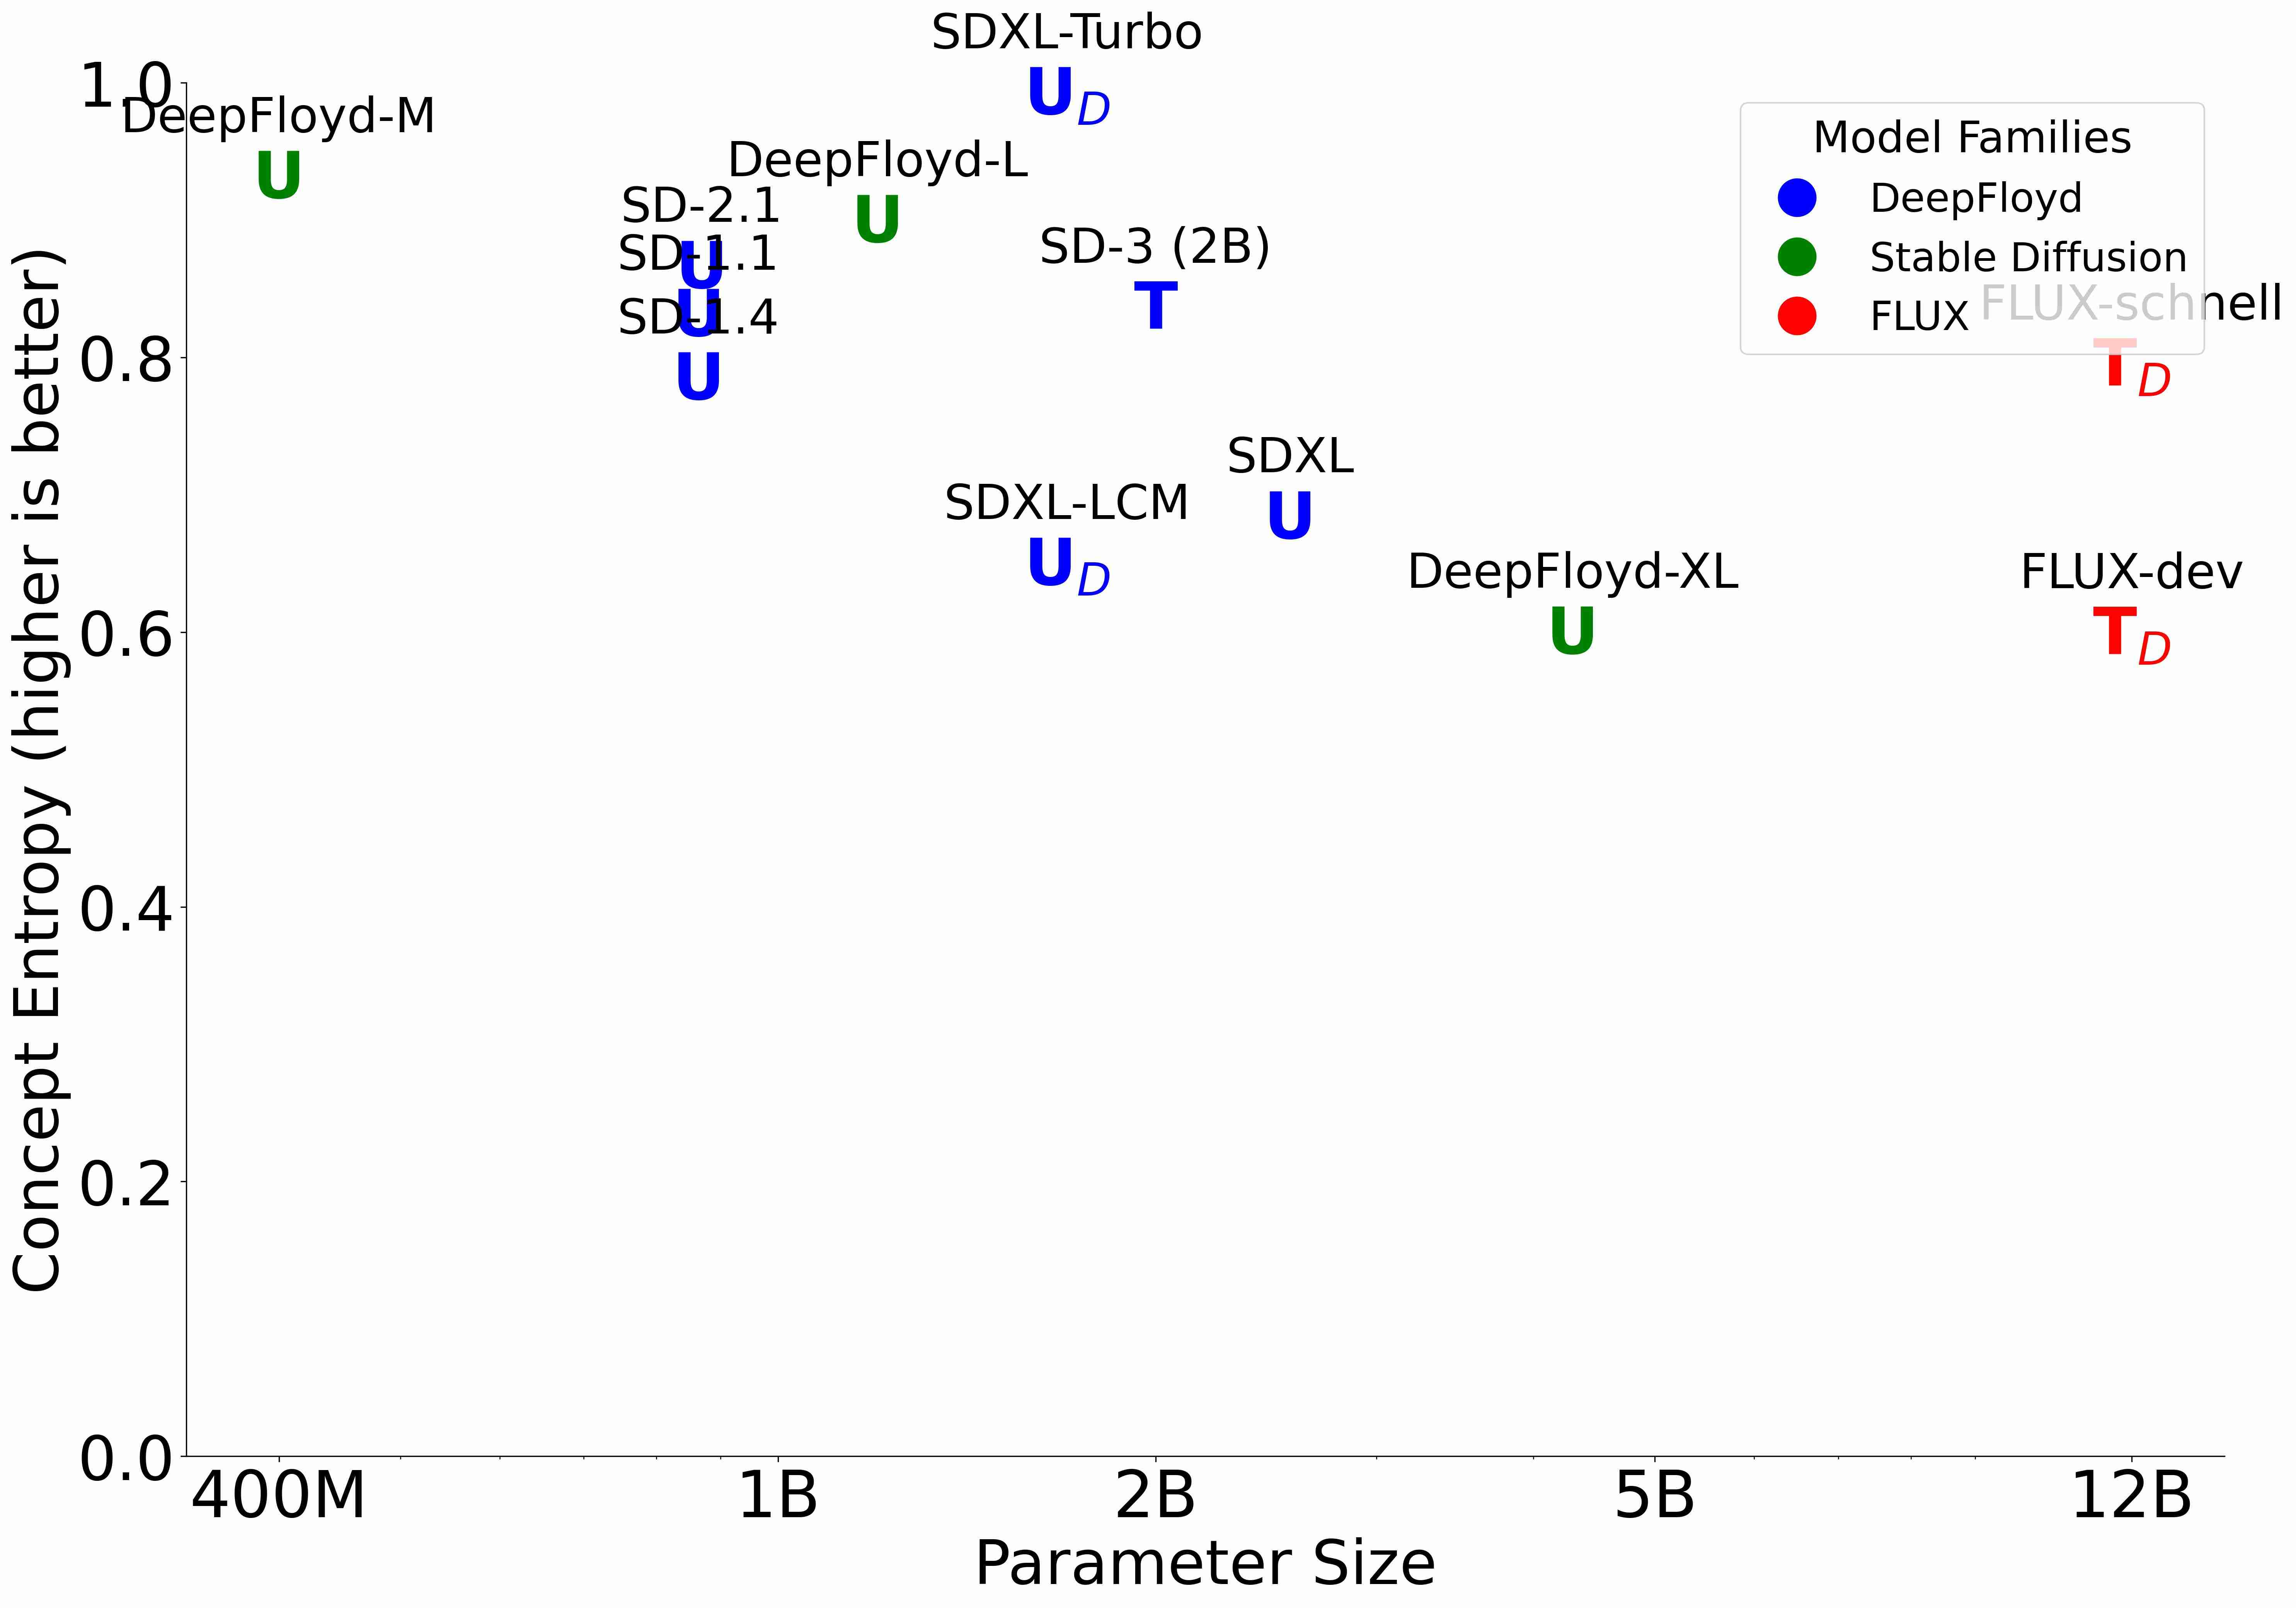 SDXL-Turbo
U_D
1.0
DeepFloyd-M
U
DeepFloyd-L
U
SD-2.1
U
SD-1.1
U
SD-1.4
U
SD-3 (2B)
T
Model Families
DeepFloyd
Stable Diffusion
FLUX
FLUX-schnell
T_D
SDXL
U
SDXL-LCM
U_D
DeepFloyd-XL
U
FLUX-dev
T_D
0.8
0.6
0.4
0.2
0.0
Concept Entropy (higher is better)
400M
1B
2B
5B
12B
Parameter Size